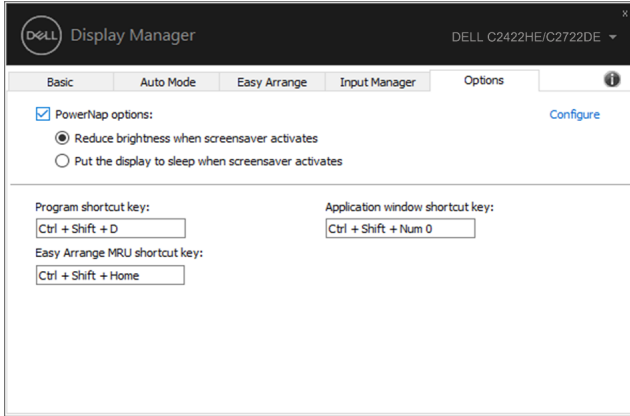 DELL Display Manager
DELL C2422HE/C2722DE
x
Basic Auto Mode Easy Arrange Input Manager Options i
PowerNap options: Configure
Reduce brightness when screensaver activates
Put the display to sleep when screensaver activates
Program shortcut key: Application window shortcut key:
Ctrl + Shift + D Ctrl + Shift + Num 0
Easy Arrange MRU shortcut key:
Ctrl + Shift + Home